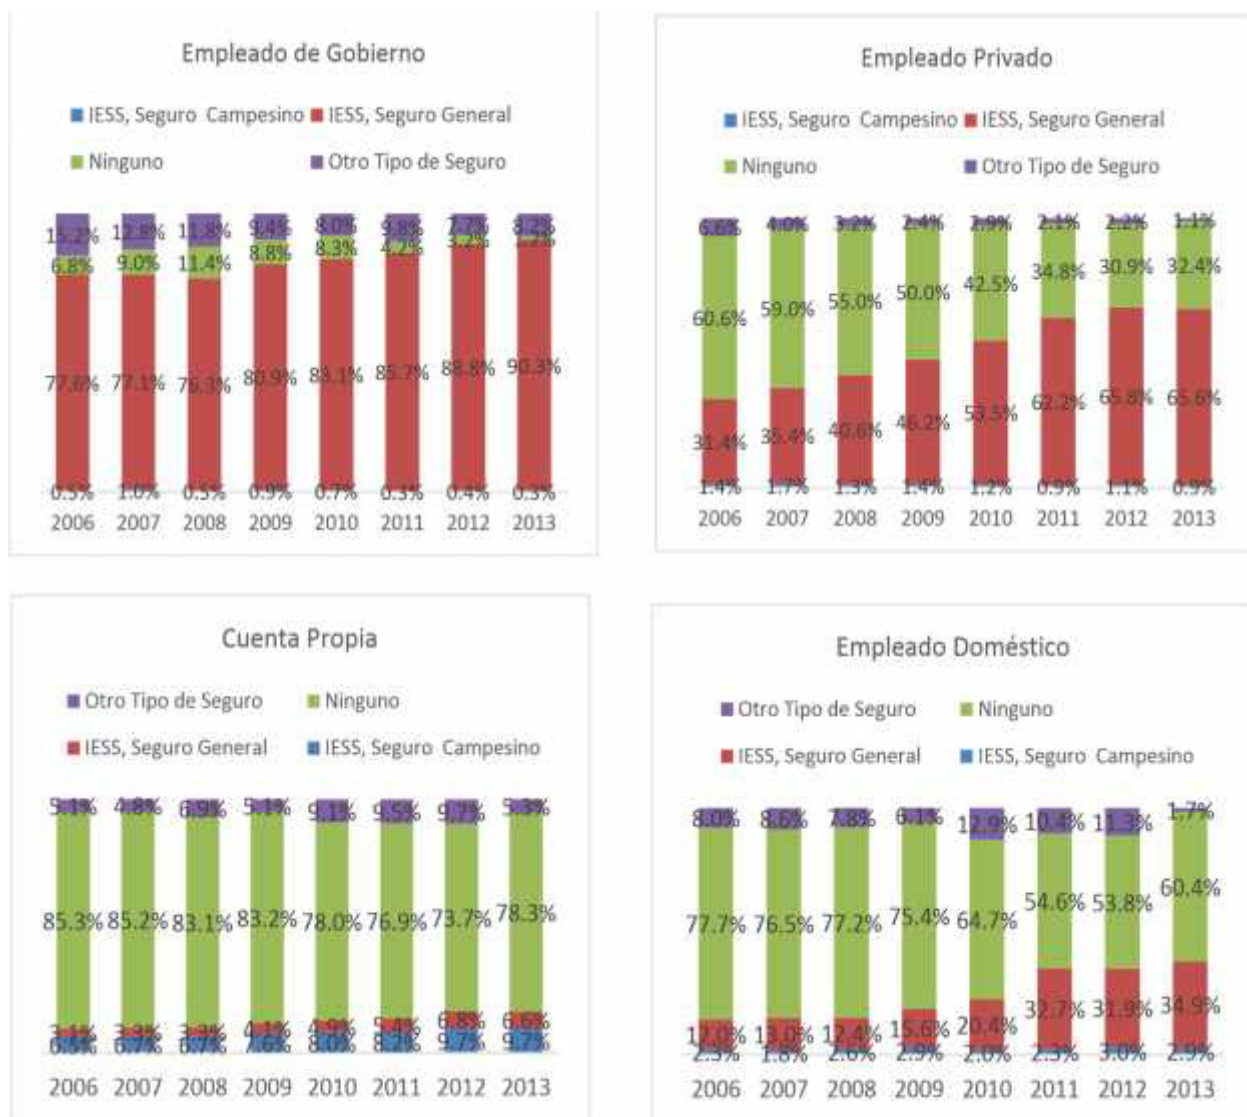 Empleado de Gobierno
IESS, Seguro Campesino IESS, Seguro General
Ninguno Otro Tipo de Seguro
15.2% 12.8% 11.8% 9.4% 8.0% 9.8% 7.7% 8.2%
6.8% 9.0% 11.4% 8.8% 8.3% 4.2% 3.2% 1.2%
77.6% 77.1% 76.3% 80.9% 83.1% 85.7% 88.8% 90.3%
0.5% 1.0% 0.5% 0.9% 0.7% 0.3% 0.4% 0.3%
2006 2007 2008 2009 2010 2011 2012 2013
Empleado Privado
IESS, Seguro Campesino IESS, Seguro General
Ninguno Otro Tipo de Seguro
6.6% 4.0% 3.2% 2.4% 2.9% 2.1% 2.2% 1.1%
60.6% 59.0% 55.0% 50.0% 42.5% 34.8% 30.9% 32.4%
31.4% 35.4% 40.6% 46.2% 53.5% 62.2% 65.8% 65.6%
1.4% 1.7% 1.3% 1.4% 1.2% 0.9% 1.1% 0.9%
2006 2007 2008 2009 2010 2011 2012 2013
Cuenta Propia
Otro Tipo de Seguro Ninguno
IESS, Seguro General IESS, Seguro Campesino
5.1% 4.8% 6.9% 5.1% 9.1% 9.5% 9.7% 5.3%
85.3% 85.2% 83.1% 83.2% 78.0% 76.9% 73.7% 78.3%
3.1% 3.3% 3.3% 4.1% 4.9% 5.4% 6.8% 6.6%
6.5% 6.7% 6.7% 7.6% 8.0% 8.2% 9.7% 9.7%
2006 2007 2008 2009 2010 2011 2012 2013
Empleado Doméstico
Otro Tipo de Seguro Ninguno
IESS, Seguro General IESS, Seguro Campesino
8.0% 8.6% 7.8% 6.1% 12.9% 10.4% 11.3% 1.7%
77.7% 76.5% 77.2% 75.4% 64.7% 54.6% 53.8% 60.4%
12.0% 13.0% 12.4% 15.6% 20.4% 32.7% 31.9% 34.9%
2.3% 1.8% 2.6% 2.9% 2.0% 2.3% 3.0% 2.9%
2006 2007 2008 2009 2010 2011 2012 2013